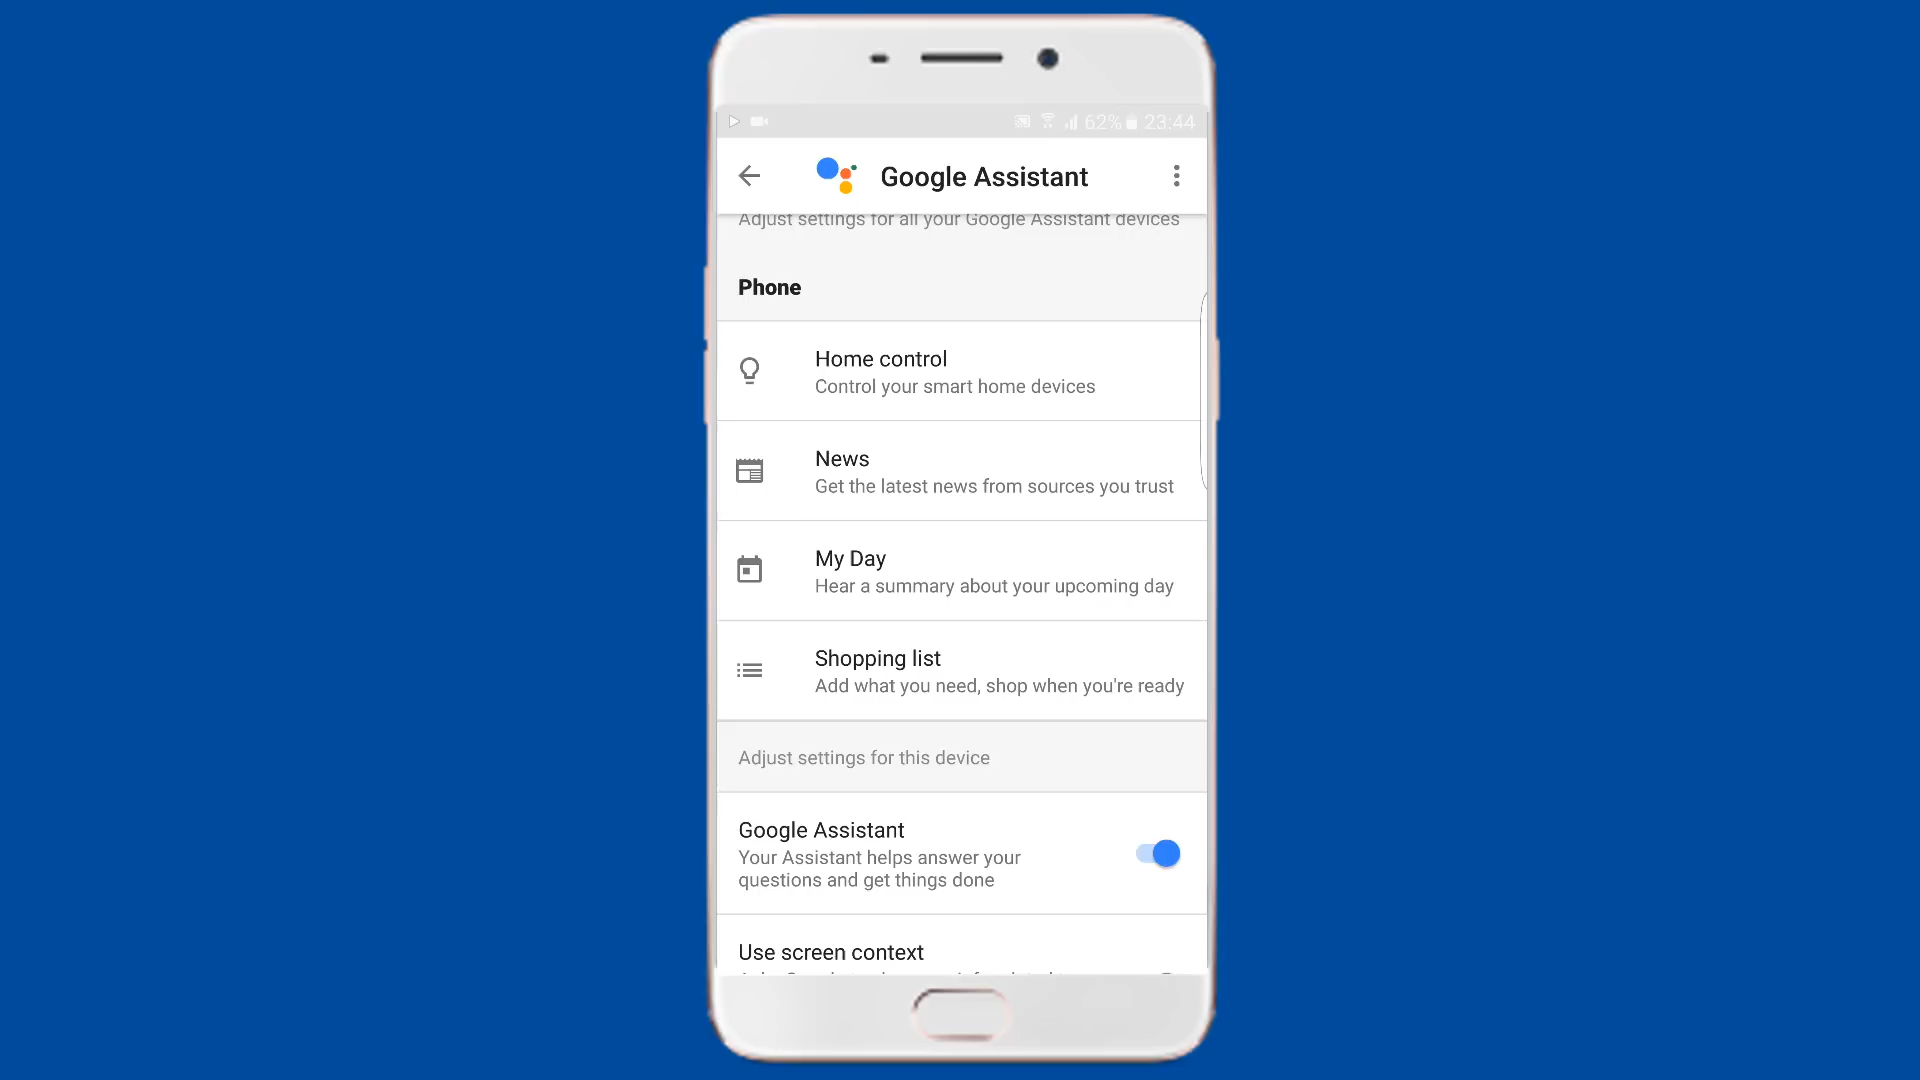 62% 23:44
Google Assistant
Adjust settings for all your Google Assistant devices
Phone
Home control
Control your smart home devices
News
Get the latest news from sources you trust
My Day
Hear a summary about your upcoming day
Shopping list
Add what you need, shop when you're ready
Adjust settings for this device
Google Assistant
Your Assistant helps answer your
questions and get things done
Use screen context